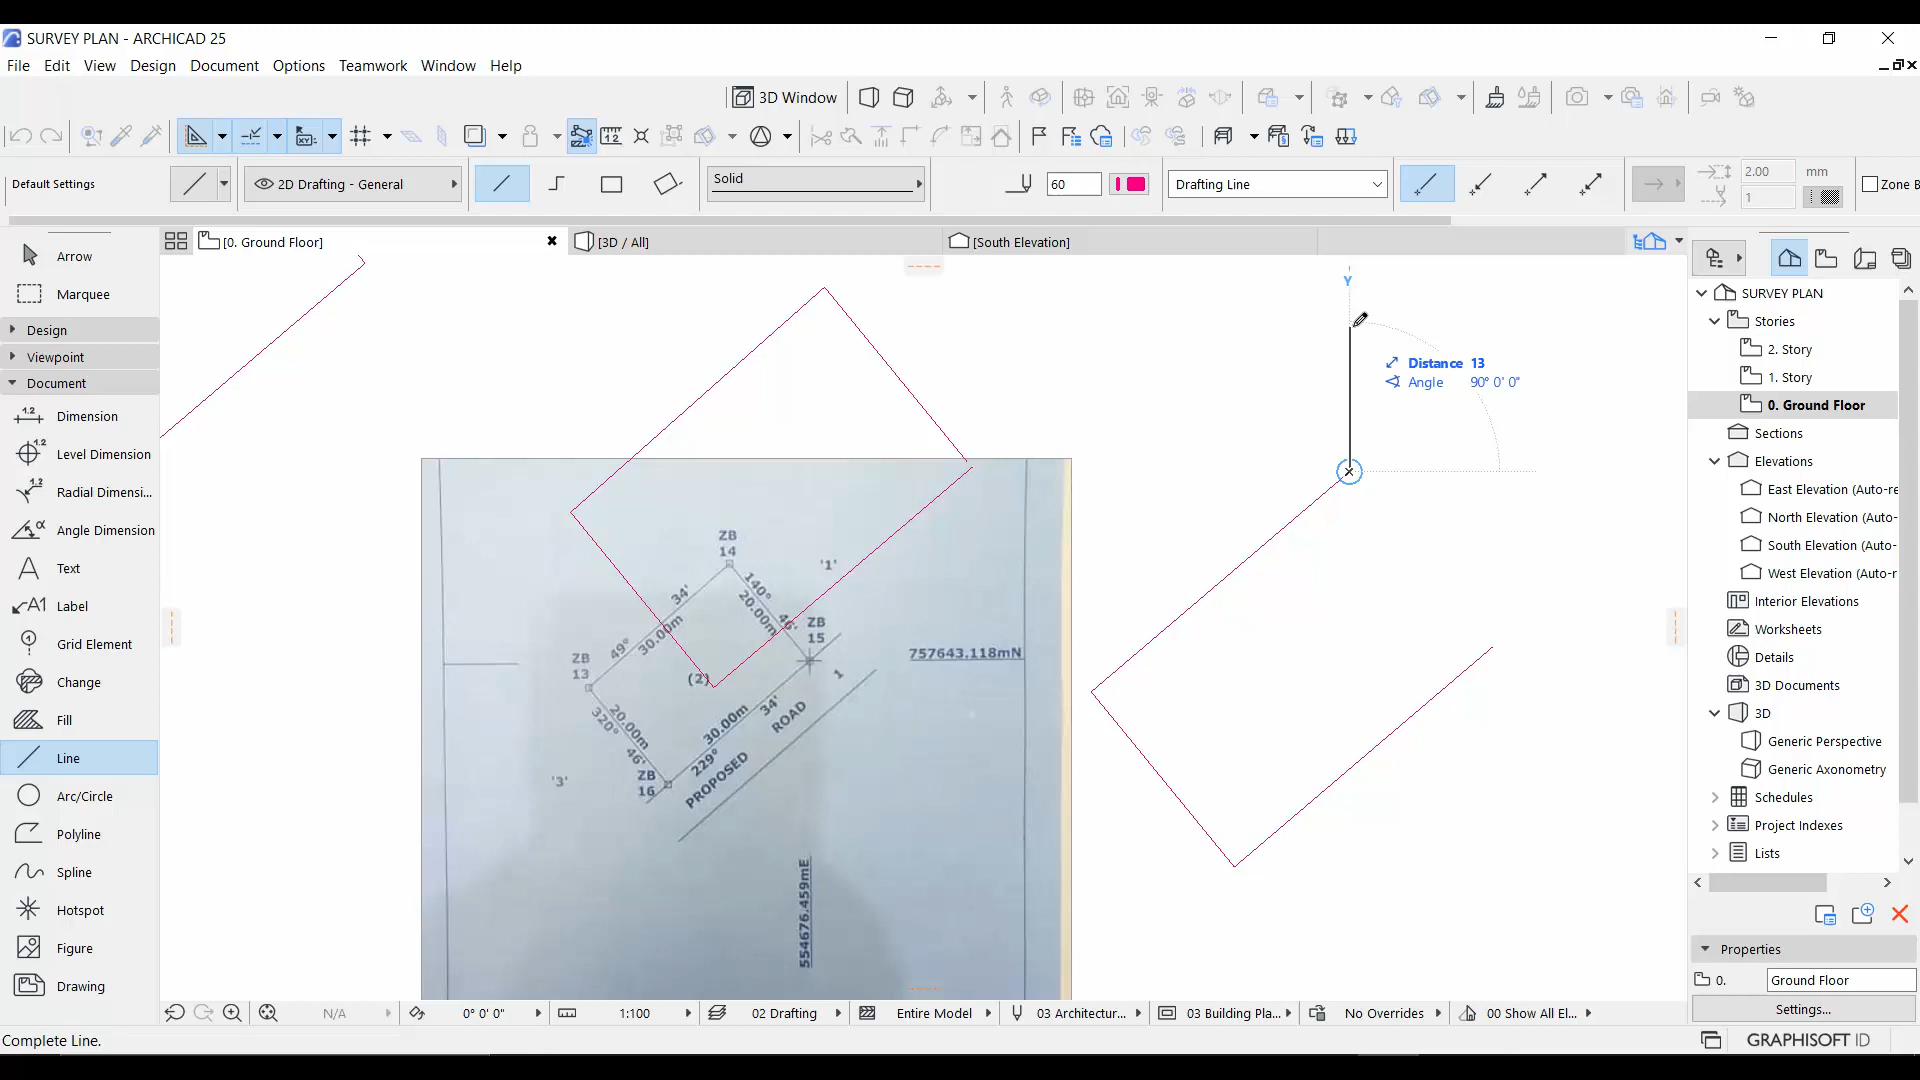 SURVEY PLAN - ARCHICAD 25
File Edit View Design Document Options Teamwork Window Help
3D Window
Default Settings
2D Drafting - General
Solid
60
Drafting Line
2.00 mm
1
Zone B
[0. Ground Floor]
[3D / All]
[South Elevation]
Arrow
Marquee
Design
Viewpoint
Document
1.2 Dimension
1.2 Level Dimension
1.2 Radial Dimensi...
α Angle Dimension
A Text
A1 Label
1 Grid Element
Change
Fill
Line
Arc/Circle
Polyline
Spline
Hotspot
Figure
Drawing
Y
Distance 13
Angle 90° 0' 0"
ZB
14
'1'
140°
20.00m
46'
34'
49°
30.00m
ZB
15
ZB
13
757643.118mN
(2)
1
20.00m
320°
46'
30.00m
34'
229°
ROAD
PROPOSED
ZB
16
'3'
554676.459mE
SURVEY PLAN
Stories
2. Story
1. Story
0. Ground Floor
Sections
Elevations
East Elevation (Auto-re
North Elevation (Auto-
South Elevation (Auto-
West Elevation (Auto-r
Interior Elevations
Worksheets
Details
3D Documents
3D
Generic Perspective
Generic Axonometry
Schedules
Project Indexes
Lists
Properties
0. Ground Floor
Settings...
N/A
0° 0' 0"
1:100
02 Drafting
Entire Model
03 Architectur...
03 Building Pla...
No Overrides
00 Show All El...
Complete Line.
GRAPHISOFT ID